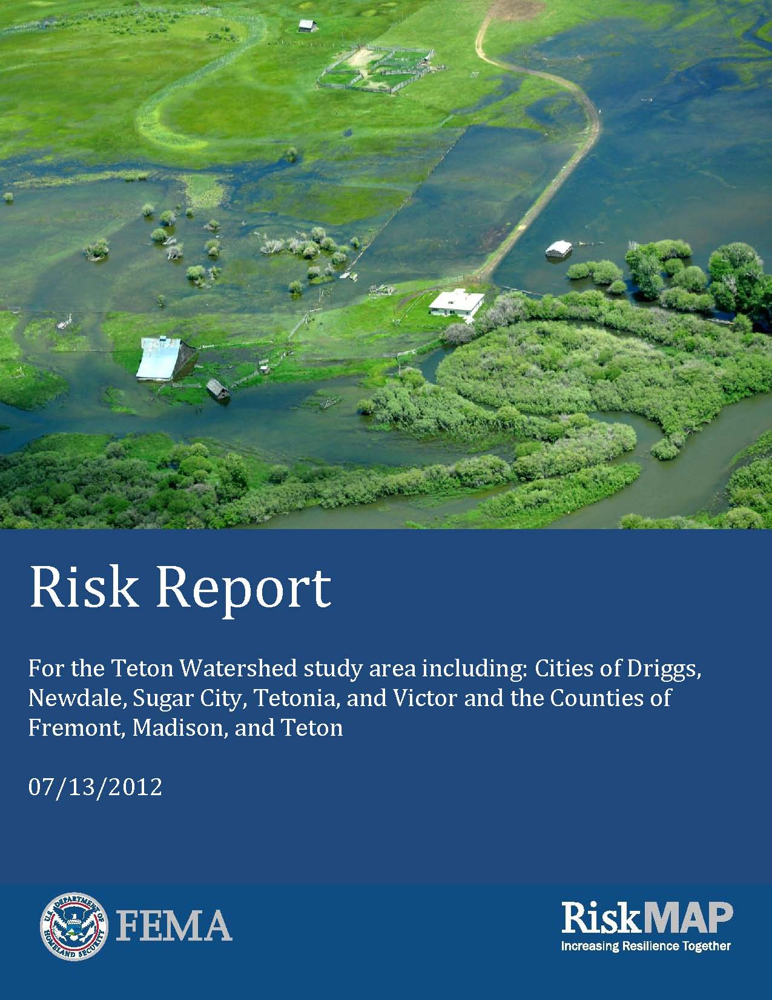 Risk Report
For the Teton Watershed study area including: Cities of Driggs,
Newdale, Sugar City, Tetonia, and Victor and the Counties of
Fremont, Madison, and Teton
07/13/2012
U.S. DEPARTMENT OF
HOMELAND SECURITY
FEMA
RiskMAP
Increasing Resilience Together